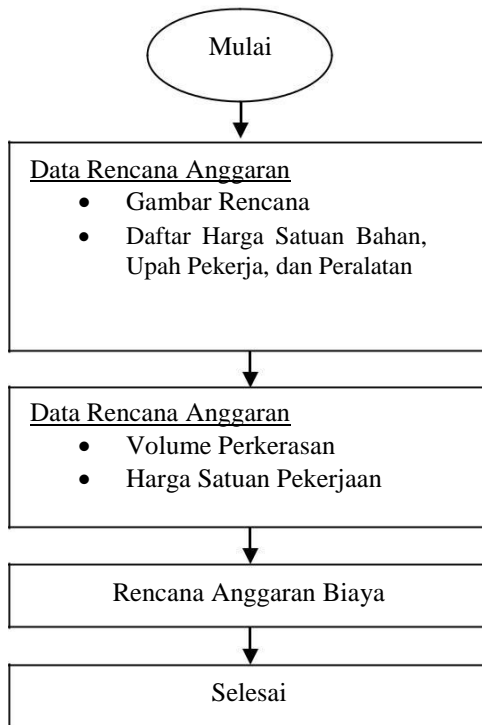 Mulai
Data Rencana Anggaran
• Gambar Rencana
• Daftar Harga Satuan Bahan,
Upah Pekerja, dan Peralatan
Data Rencana Anggaran
• Volume Perkerasan
• Harga Satuan Pekerjaan
Rencana Anggaran Biaya
Selesai